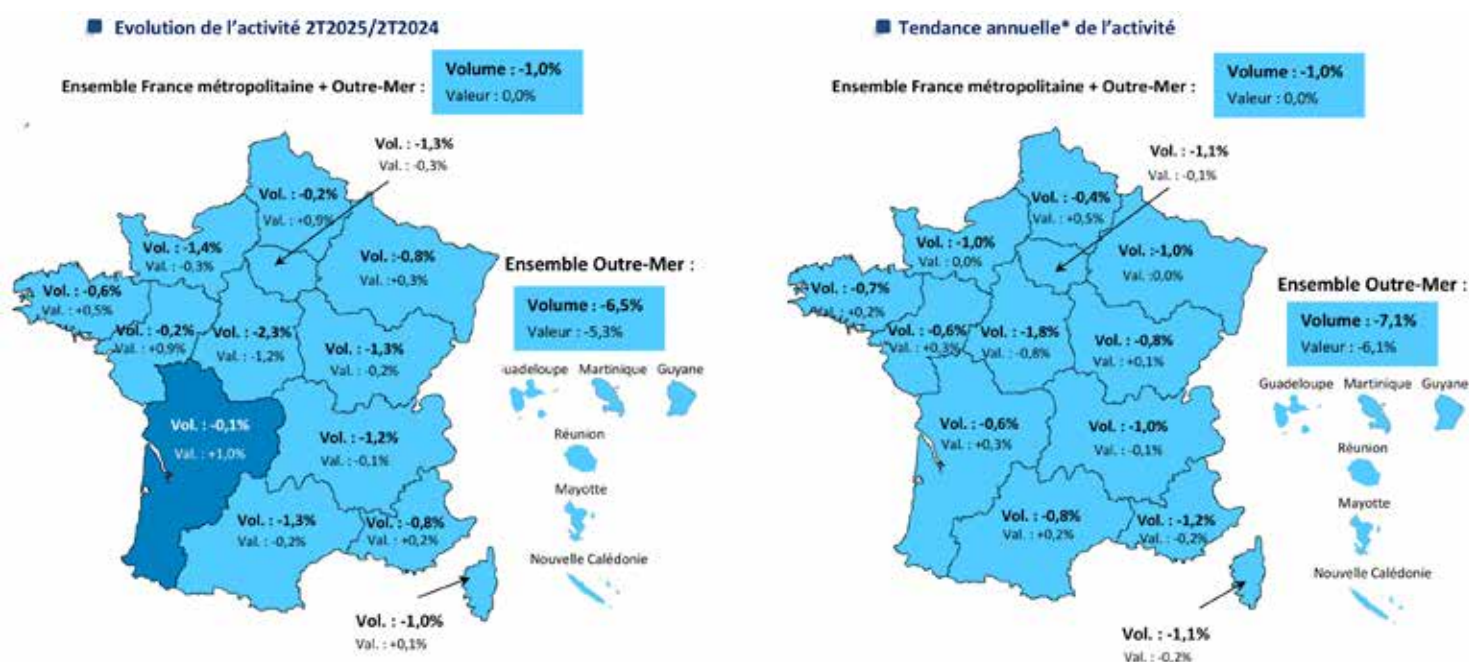 Evolution de l'activité 2T2025/2T2024
Ensemble France métropolitaine + Outre-Mer :
Volume : -1,0%
Valeur : 0,0%
Vol. : -1,3%
Val. : -0,3%
Vol. : -0,2%
Val. : +0,9%
Vol. : -1,4%
Val. : -0,3%
Vol. : -0,8%
Val. : +0,3%
Vol. : -0,6%
Val. : +0,5%
Vol. : -0,2%
Val. : +0,9%
Vol. : -2,3%
Val. : -1,2%
Vol. : -1,3%
Val. : -0,2%
Vol. : -0,1%
Val. : +1,0%
Vol. : -1,2%
Val. : -0,1%
Vol. : -1,3%
Val. : -0,2%
Vol. : -0,8%
Val. : +0,2%
Vol. : -1,0%
Val. : +0,1%
Ensemble Outre-Mer :
Volume : -6,5%
Valeur : -5,3%
uadeloupe Martinique Guyane
Réunion
Mayotte
Nouvelle Calédonie
Tendance annuelle* de l'activité
Ensemble France métropolitaine + Outre-Mer :
Volume : -1,0%
Valeur : 0,0%
Vol. : -1,1%
Val. : -0,1%
Vol. : -0,4%
Val. : +0,5%
Vol. : -1,0%
Val. : 0,0%
Vol. : -1,0%
Val. : 0,0%
Vol. : -0,7%
Val. : +0,2%
Vol. : -0,6%
Val. : +0,3%
Vol. : -1,8%
Val. : -0,8%
Vol. : -0,8%
Val. : +0,1%
Vol. : -0,6%
Val. : +0,3%
Vol. : -1,0%
Val. : -0,1%
Vol. : -0,8%
Val. : +0,2%
Vol. : -1,2%
Val. : -0,2%
Vol. : -1,1%
Val. : -0,2%
Ensemble Outre-Mer :
Volume : -7,1%
Valeur : -6,1%
Guadeloupe Martinique Guyane
Réunion
Mayotte
Nouvelle Calédonie